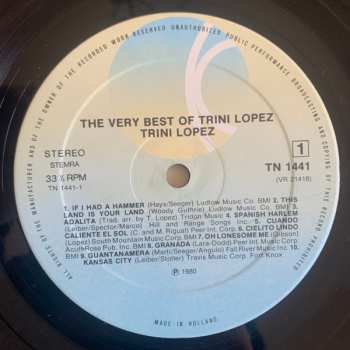 ALL RIGHTS OF THE MANUFACTURER AND OF THE OWNER OF THE RECORDED WORK RESERVED UNAUTHORIZED PUBLIC PERFORMANCE BROADCASTING AND COPYING OF THIS RECORD PROHIBITED
THE VERY BEST OF TRINI LOPEZ
TRINI LOPEZ
STEREO
STEMRA
33⅓ RPM
TN 1441-1
1
TN 1441
(VR 21416)
1. IF I HAD A HAMMER (Hays/Seeger) Ludlow Music Co. BMI 2. THIS
LAND IS YOUR LAND (Woody Guthrie) Ludlow Music Co. BMI 3.
ADALITA (Trad. arr by T. Lopez) Tridon Music 4. SPANISH HARLEM
(Leiber/Spector) Hill and Range Songs Inc. 5. CUANDO
CALIENTE EL SOL (C. and M. Rigual) Peer Int. Corp 6. CIELITO LINDO
(Lopez) South Mountain Music Corp. BMI 7. OH LONESOME ME (Gibson)
Acuff-Rose Pub. Inc. BMI 8. GRANADA (Lara-Dodd) Peer Int. Corp.
BMI 9. GUANTANAMERA (Marti-Seeger/Angulo) Fall River Music Inc. 10.
KANSAS CITY (Leiber/Stoller) Travis Music Corp. Fort Knox
Ⓟ 1980
MADE IN HOLLAND